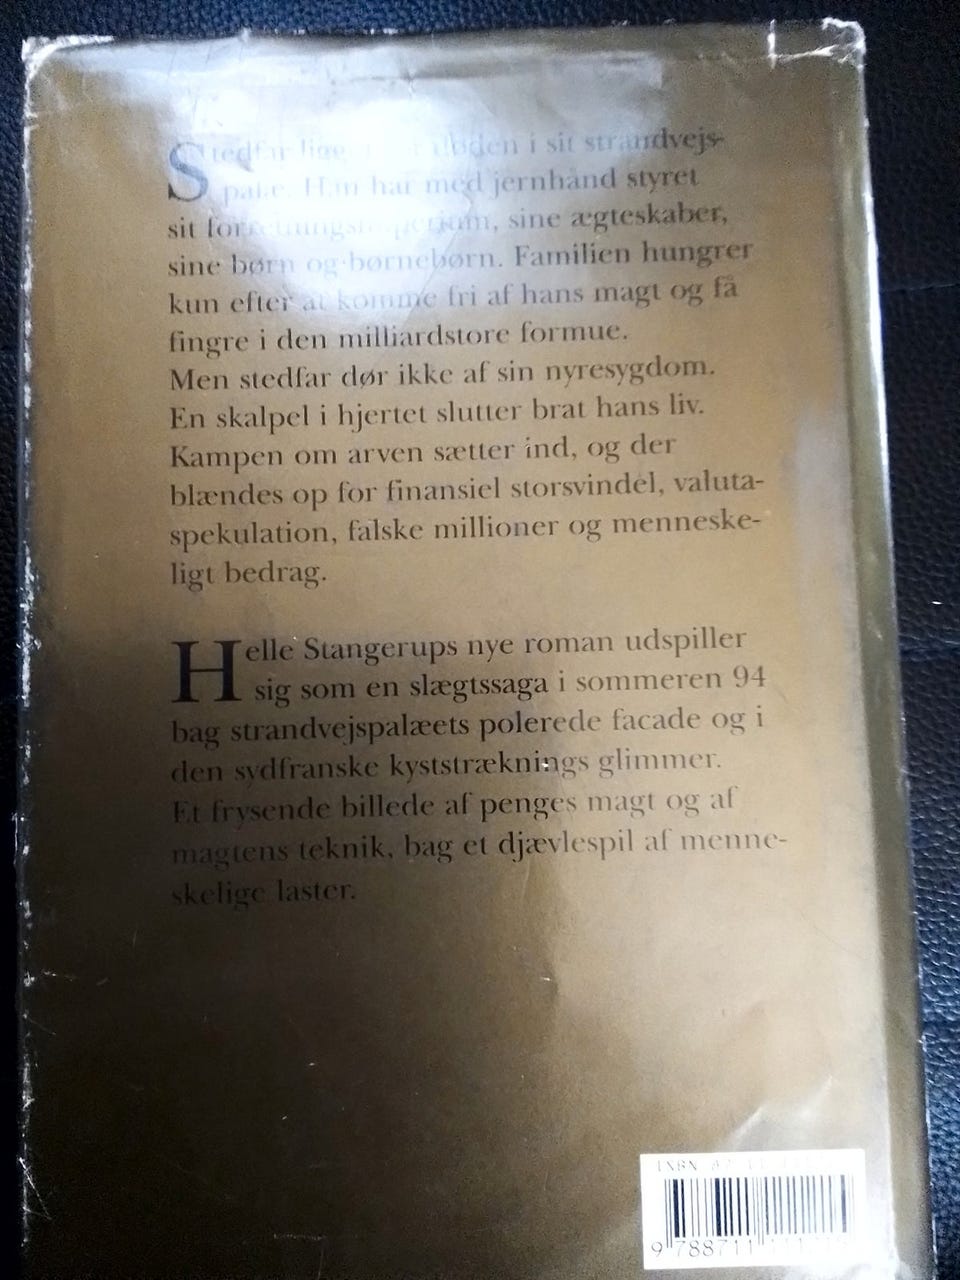 Stedfar ligger for døden i sit strandvejs-
palæ. Han har med jernhånd styret
sit forretningsimperium, sine ægteskaber,
sine børn og børnebørn. Familien hungrer
kun efter at komme fri af hans magt og få
fingre i den milliardstore formue.
Men stedfar dør ikke af sin nyresygdom.
En skalpel i hjertet slutter brat hans liv.
Kampen om arven sætter ind, og der
blændes op for finansiel storsvindel, valuta-
spekulation, falske millioner og menneske-
ligt bedrag.
Helle Stangerups nye roman udspiller
sig som en slægtssaga i sommeren 94
bag strandvejspalæets polerede facade og i
den sydfranske kyststræknings glimmer.
Et frysende billede af penges magt og af
magtens teknik, bag et djævlespil af menne-
skelige laster.
9 788711